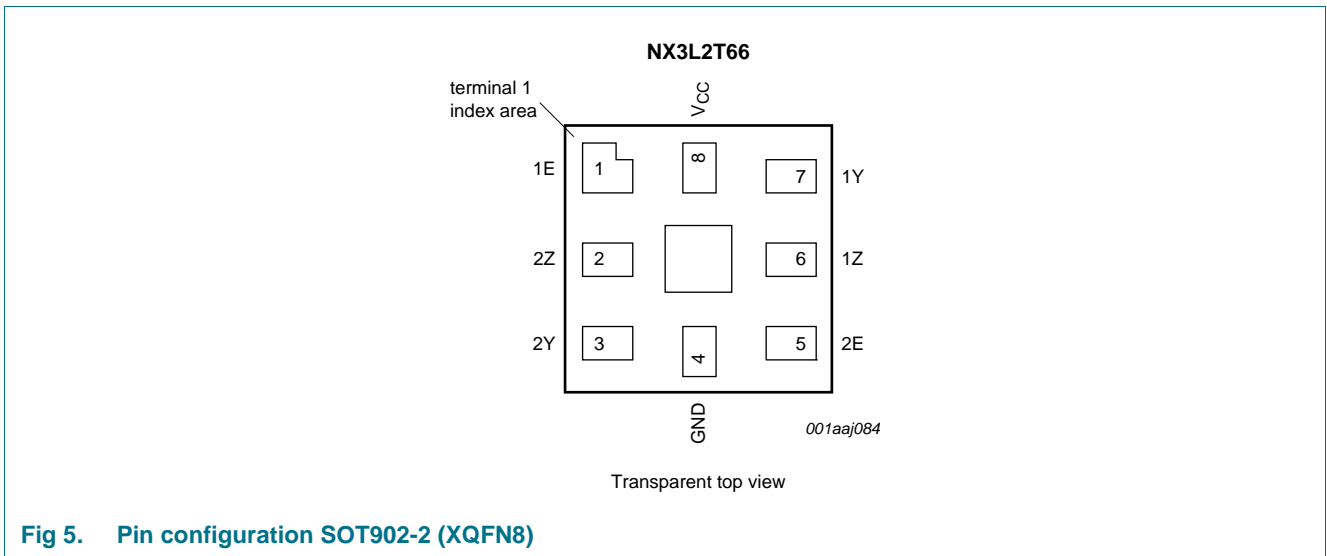 NX3L2T66
terminal 1
index area
VCC
1E
1
8
7
1Y
2Z
2
6
1Z
2Y
3
4
5
2E
GND
001aaj084
Transparent top view
Fig 5. Pin configuration SOT902-2 (XQFN8)